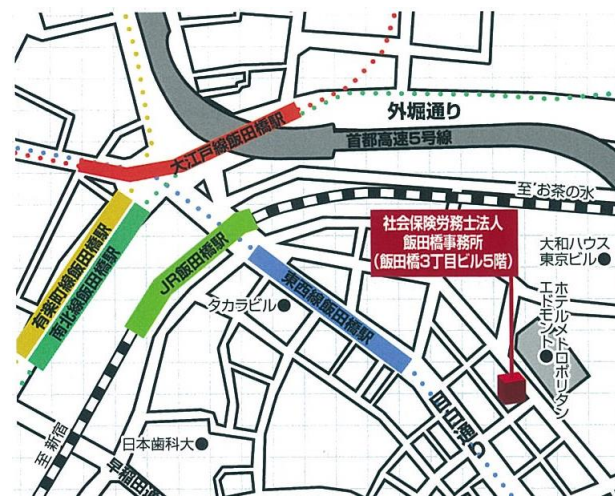 外堀通り
首都高速5号線
大江戸線飯田橋駅
至 お茶の水
社会保険労務士法人
飯田橋事務所
(飯田橋3丁目ビル5階)
大和ハウス
東京ビル
有楽町線飯田橋駅
南北線飯田橋駅
JR飯田橋駅
東西線飯田橋駅
タカラビル
ホテルメトロポリタン
エドモント
目白通り
日本歯科大
至 新宿